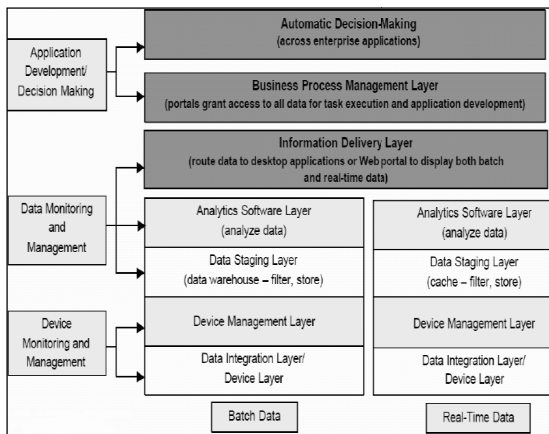 Automatic Decision-Making
(across enterprise applications)
Application
Development/
Decision Making
Business Process Management Layer
(portals grant access to all data for task execution and application development)
Information Delivery Layer
(route data to desktop applications or Web portal to display both batch
and real-time data)
Data Monitoring
and
Management
Analytics Software Layer
(analyze data)
Analytics Software Layer
(analyze data)
Data Staging Layer
(data warehouse – filter, store)
Data Staging Layer
(cache – filter, store)
Device
Monitoring and
Management
Device Management Layer
Device Management Layer
Data Integration Layer/
Device Layer
Data Integration Layer/
Device Layer
Batch Data
Real-Time Data